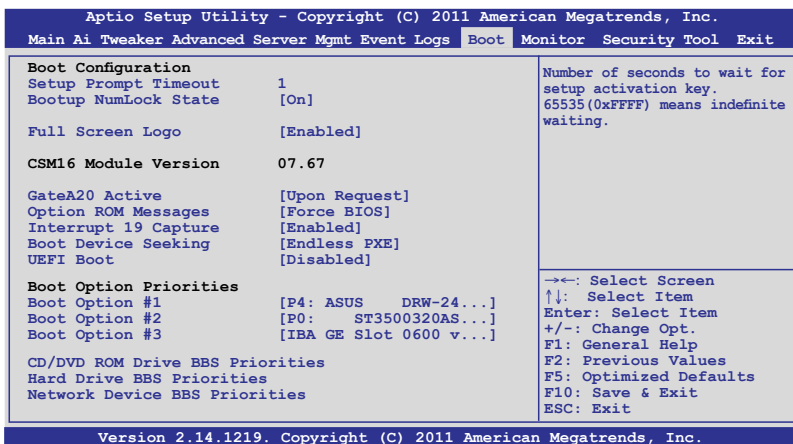 Aptio Setup Utility - Copyright (C) 2011 American Megatrends, Inc.
Main Ai Tweaker Advanced Server Mgmt Event Logs Boot Monitor Security Tool Exit
Boot Configuration
Setup Prompt Timeout 1
Bootup NumLock State [On]
Full Screen Logo [Enabled]
CSM16 Module Version 07.67
GateA20 Active [Upon Request]
Option ROM Messages [Force BIOS]
Interrupt 19 Capture [Enabled]
Boot Device Seeking [Endless PXE]
UEFI Boot [Disabled]
Boot Option Priorities
Boot Option #1 [P4: ASUS DRW-24...]
Boot Option #2 [P0: ST3500320AS...]
Boot Option #3 [IBA GE Slot 0600 v...]
CD/DVD ROM Drive BBS Priorities
Hard Drive BBS Priorities
Network Device BBS Priorities
Number of seconds to wait for
setup activation key.
65535(0xFFFF) means indefinite
waiting.
→←: Select Screen
↑↓: Select Item
Enter: Select Item
+/-: Change Opt.
F1: General Help
F2: Previous Values
F5: Optimized Defaults
F10: Save & Exit
ESC: Exit
Version 2.14.1219. Copyright (C) 2011 American Megatrends, Inc.